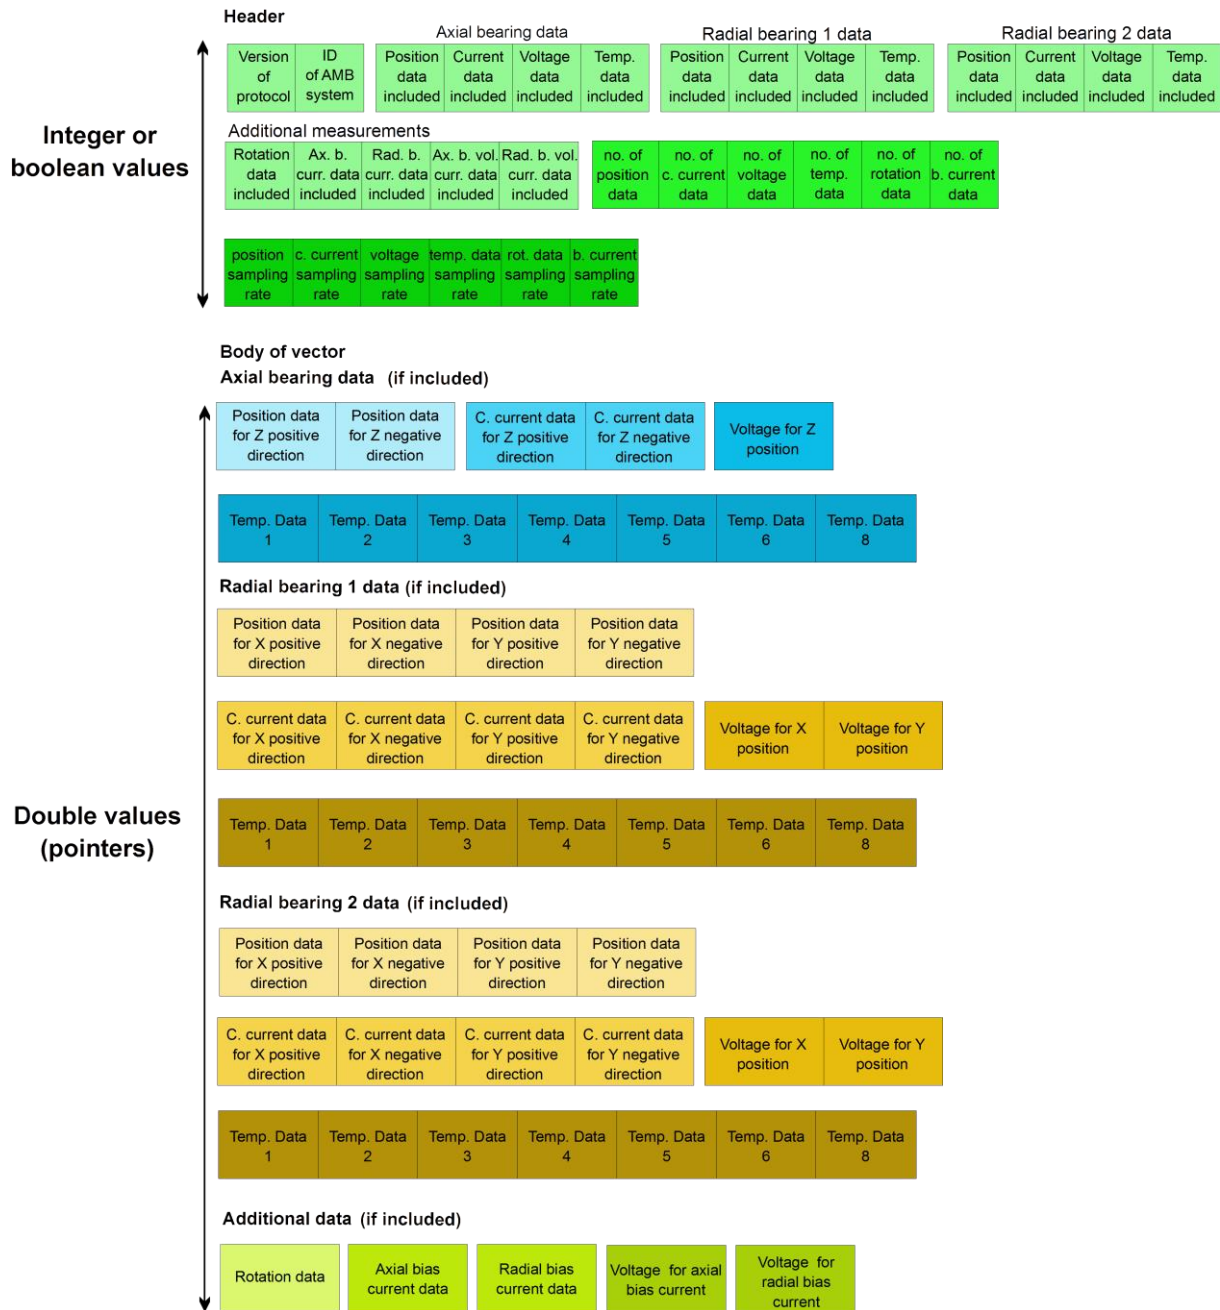 Header
Axial bearing data
Radial bearing 1 data
Radial bearing 2 data
Version of protocol
ID of AMB system
Position data included
Current data included
Voltage data included
Temp. data included
Position data included
Current data included
Voltage data included
Temp. data included
Position data included
Current data included
Voltage data included
Temp. data included
Integer or
boolean values
Additional measurements
Rotation data included
Ax. b. curr. data included
Rad. b. curr. data included
Ax. b. vol. curr. data included
Rad. b. vol. curr. data included
no. of position data
no. of c. current data
no. of voltage data
no. of temp. data
no. of rotation data
no. of b. current data
position sampling rate
c. current sampling rate
voltage sampling rate
temp. data sampling rate
rot. data sampling rate
b. current sampling rate
Body of vector
Axial bearing data (if included)
Position data for Z positive direction
Position data for Z negative direction
C. current data for Z positive direction
C. current data for Z negative direction
Voltage for Z position
Temp. Data 1
Temp. Data 2
Temp. Data 3
Temp. Data 4
Temp. Data 5
Temp. Data 6
Temp. Data 8
Radial bearing 1 data (if included)
Position data for X positive direction
Position data for X negative direction
Position data for Y positive direction
Position data for Y negative direction
C. current data for X positive direction
C. current data for X negative direction
C. current data for Y positive direction
C. current data for Y negative direction
Voltage for X position
Voltage for Y position
Double values
(pointers)
Temp. Data 1
Temp. Data 2
Temp. Data 3
Temp. Data 4
Temp. Data 5
Temp. Data 6
Temp. Data 8
Radial bearing 2 data (if included)
Position data for X positive direction
Position data for X negative direction
Position data for Y positive direction
Position data for Y negative direction
C. current data for X positive direction
C. current data for X negative direction
C. current data for Y positive direction
C. current data for Y negative direction
Voltage for X position
Voltage for Y position
Temp. Data 1
Temp. Data 2
Temp. Data 3
Temp. Data 4
Temp. Data 5
Temp. Data 6
Temp. Data 8
Additional data (if included)
Rotation data
Axial bias current data
Radial bias current data
Voltage for axial bias current
Voltage for radial bias current